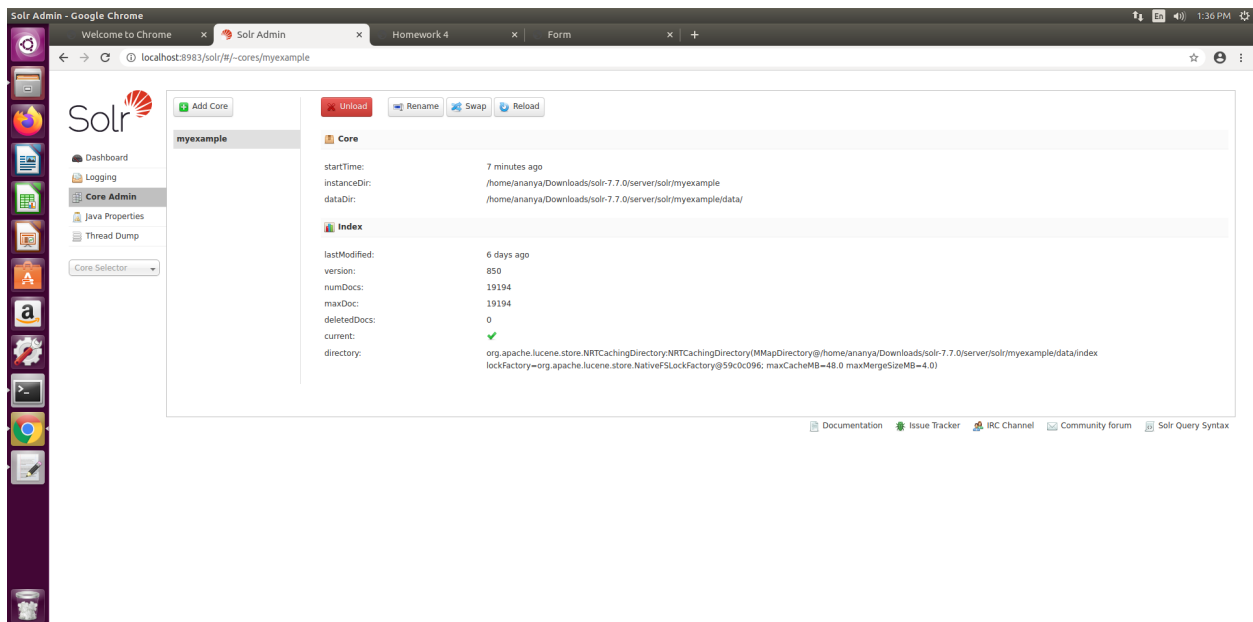 Solr Admin - Google Chrome
En
1:36 PM
Welcome to Chrome
Solr Admin
Homework 4
Form
localhost:8983/solr/#/~cores/myexample
Solr
Dashboard
Logging
Core Admin
Java Properties
Thread Dump
Core Selector
Add Core
myexample
Unload
Rename
Swap
Reload
Core
startTime: 7 minutes ago
instanceDir: /home/ananya/Downloads/solr-7.7.0/server/solr/myexample
dataDir: /home/ananya/Downloads/solr-7.7.0/server/solr/myexample/data/
Index
lastModified: 6 days ago
version: 850
numDocs: 19194
maxDoc: 19194
deletedDocs: 0
current:
directory: org.apache.lucene.store.NRTCachingDirectory:NRTCachingDirectory(MMapDirectory@/home/ananya/Downloads/solr-7.7.0/server/solr/myexample/data/index
lockFactory=org.apache.lucene.store.NativeFSLockFactory@59c0c096; maxCacheMB=48.0 maxMergeSizeMB=4.0)
Documentation Issue Tracker IRC Channel Community forum Solr Query Syntax